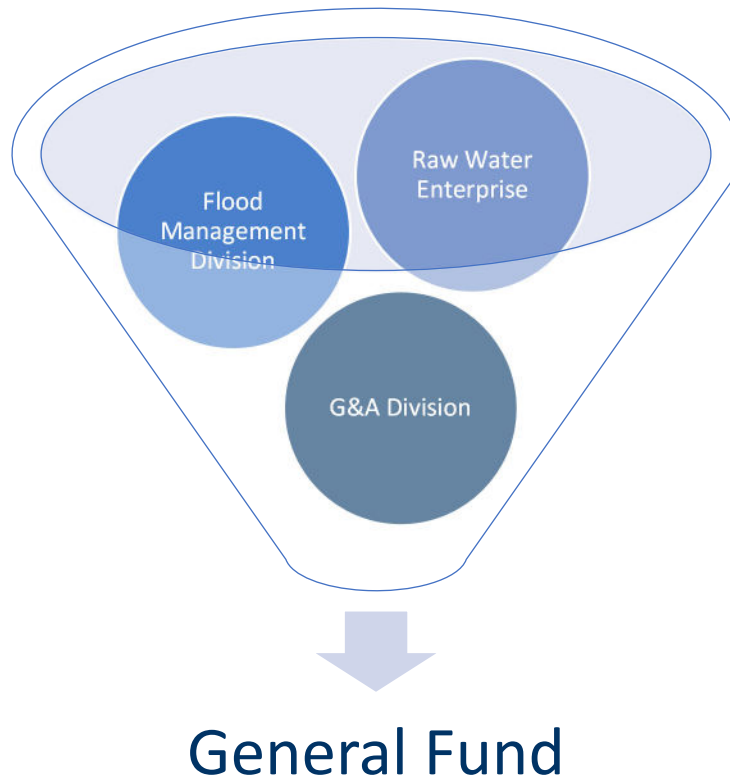 Raw Water
Enterprise
Flood
Management
Division
G&A Division
General Fund